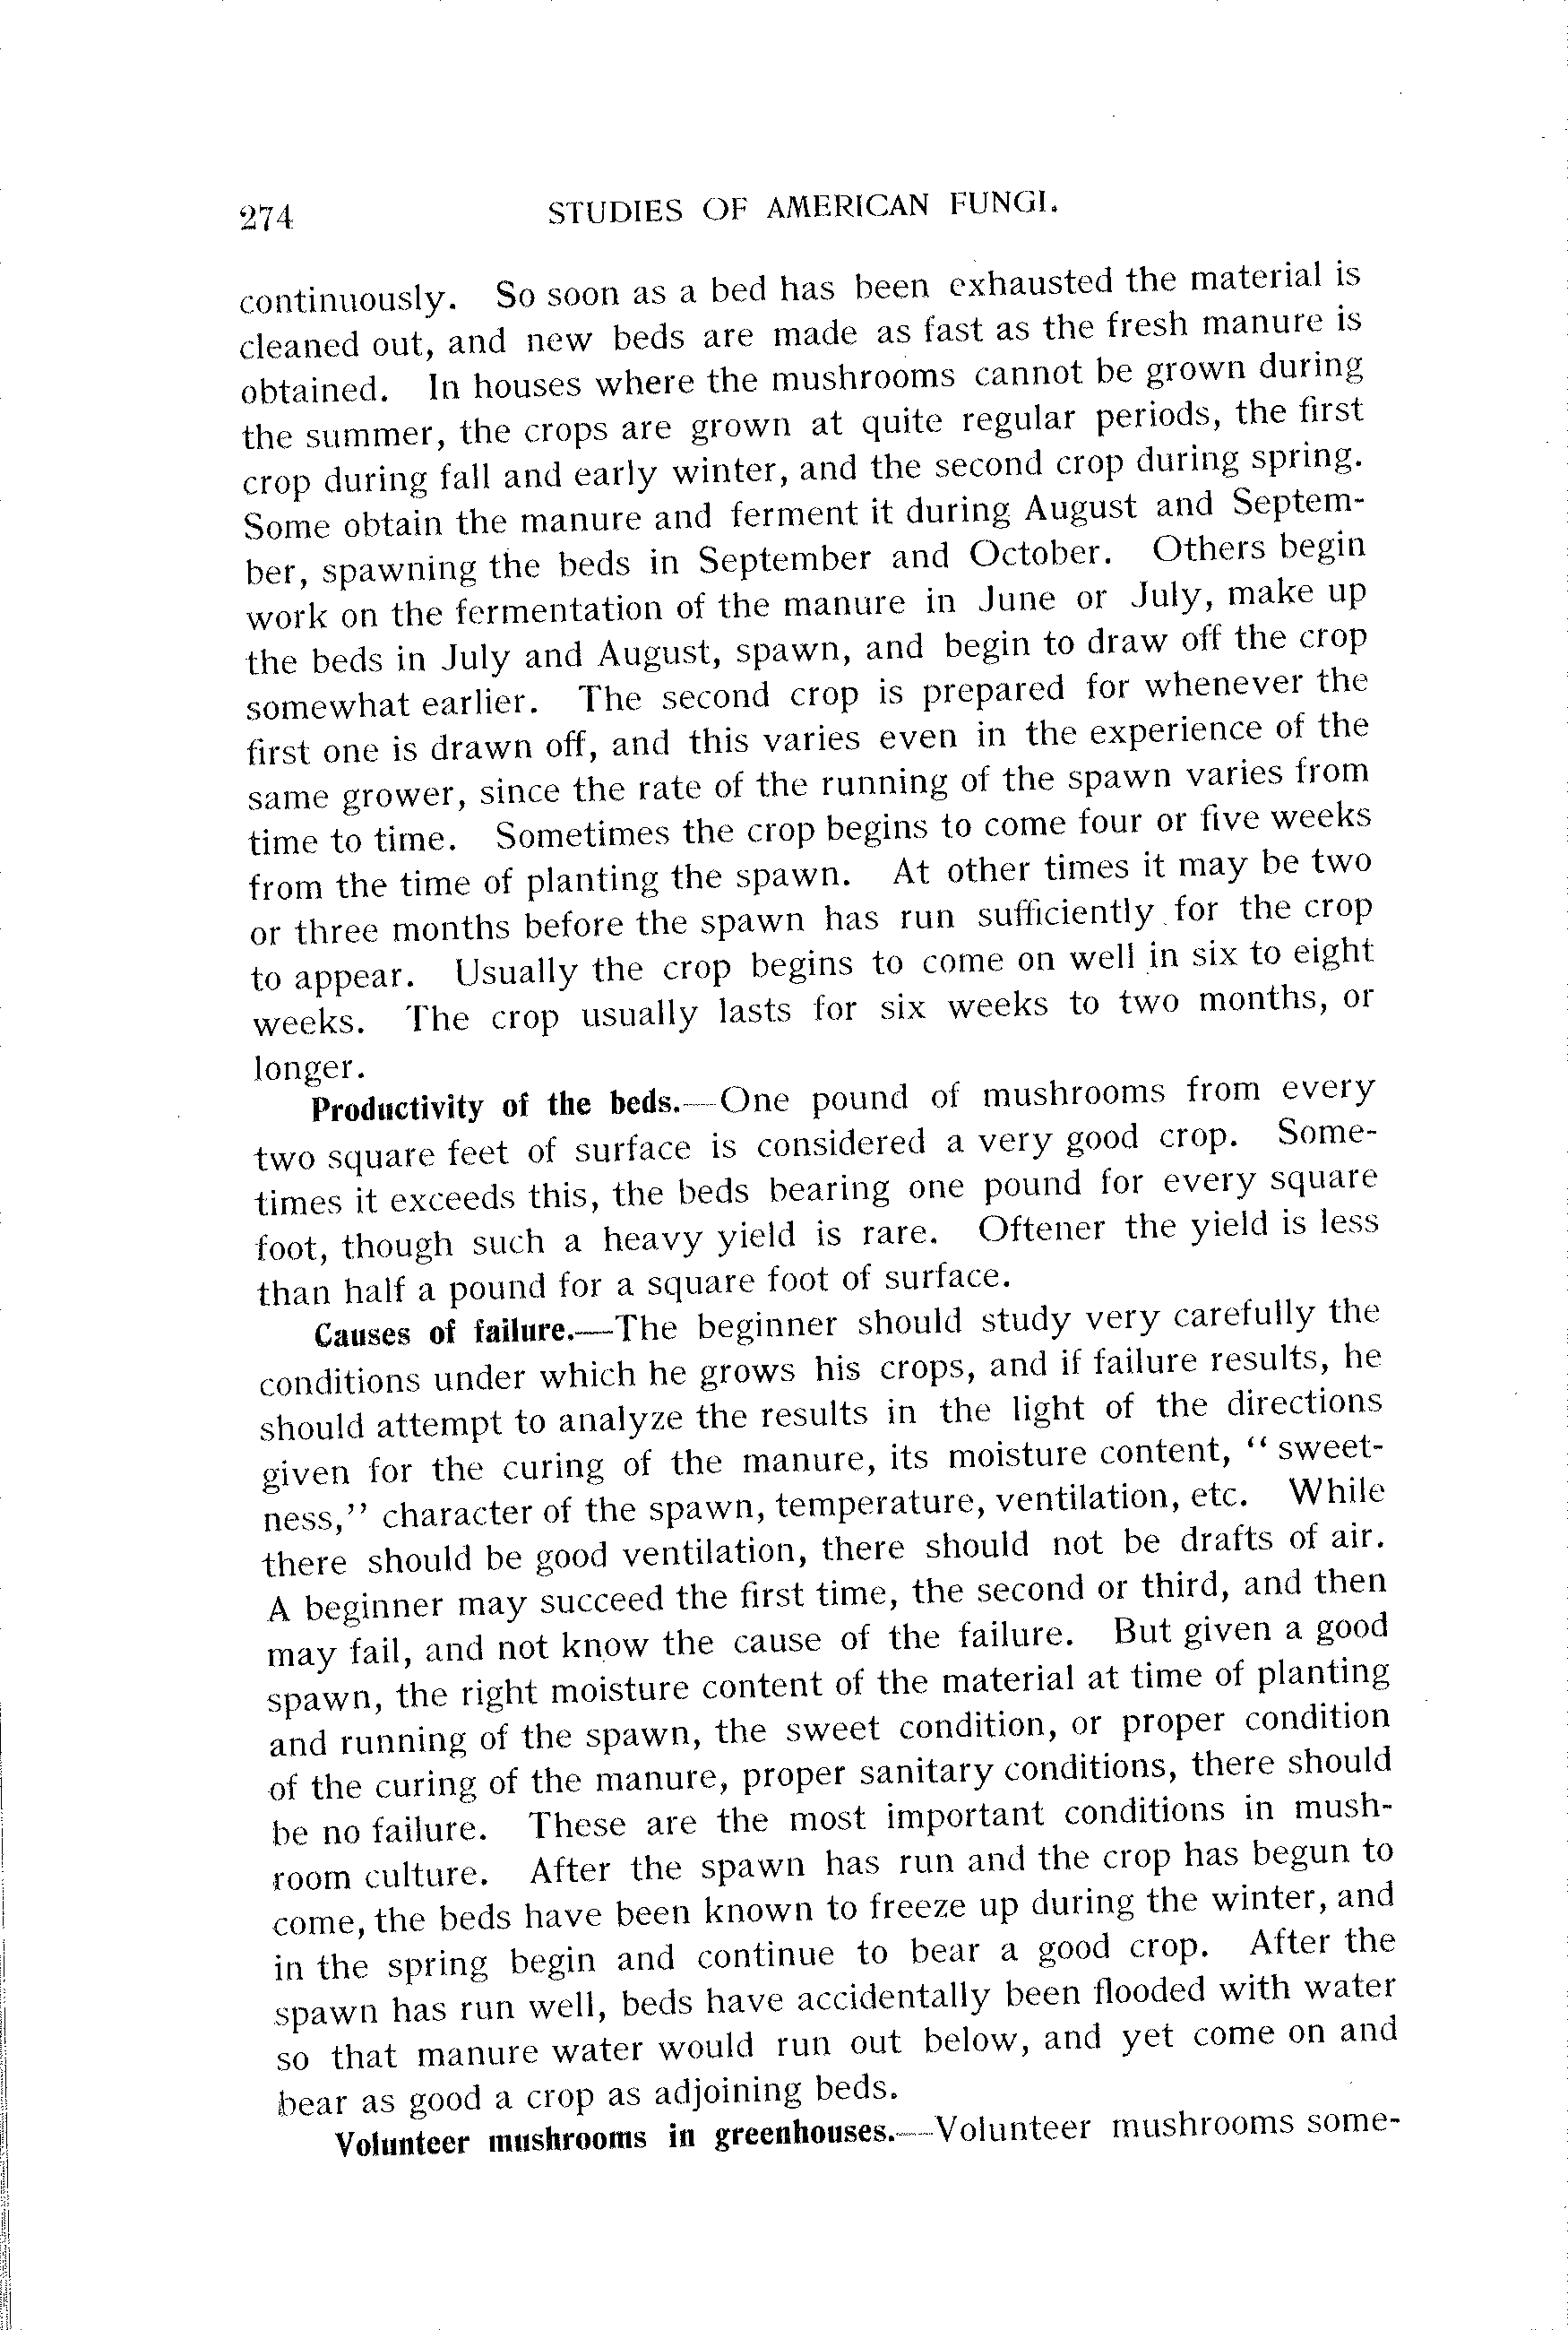 274 STUDIES OF AMERICAN FUNGI.
continuously. So soon as a bed has been exhausted the material is
cleaned out, and new beds are made as fast as the fresh manure is
obtained. In houses where the mushrooms cannot be grown during
the summer, the crops are grown at quite regular periods, the first
crop during fall and early winter, and the second crop during spring.
Some obtain the manure and ferment it during August and Septem-
ber, spawning the beds in September and October. Others begin
work on the fermentation of the manure in June or July, make up
the beds in July and August, spawn, and begin to draw off the crop
somewhat earlier. The second crop is prepared for whenever the
first one is drawn off, and this varies even in the experience of the
same grower, since the rate of the running of the spawn varies from
time to time. Sometimes the crop begins to come four or five weeks
from the time of planting the spawn. At other times it may be two
or three months before the spawn has run sufficiently for the crop
to appear. Usually the crop begins to come on well in six to eight
weeks. The crop usually lasts for six weeks to two months, or
longer.
Productivity of the beds.—One pound of mushrooms from every
two square feet of surface is considered a very good crop. Some-
times it exceeds this, the beds bearing one pound for every square
foot, though such a heavy yield is rare. Oftener the yield is less
than half a pound for a square foot of surface.
Causes of failure.—The beginner should study very carefully the
conditions under which he grows his crops, and if failure results, he
should attempt to analyze the results in the light of the directions
given for the curing of the manure, its moisture content, “ sweet-
ness,” character of the spawn, temperature, ventilation, etc. While
there should be good ventilation, there should not be drafts of air.
A beginner may succeed the first time, the second or third, and then
may fail, and not know the cause of the failure. But given a good
spawn, the right moisture content of the material at time of planting
and running of the spawn, the sweet condition, or proper condition
of the curing of the manure, proper sanitary conditions, there should
be no failure. These are the most important conditions in mush-
room culture. After the spawn has run and the crop has begun to
come, the beds have been known to freeze up during the winter, and
in the spring begin and continue to bear a good crop. After the
spawn has run well, beds have accidentally been flooded with water
so that manure water would run out below, and yet come on and
bear as good a crop as adjoining beds.
Volunteer mushrooms in greenhouses.—Volunteer mushrooms some-